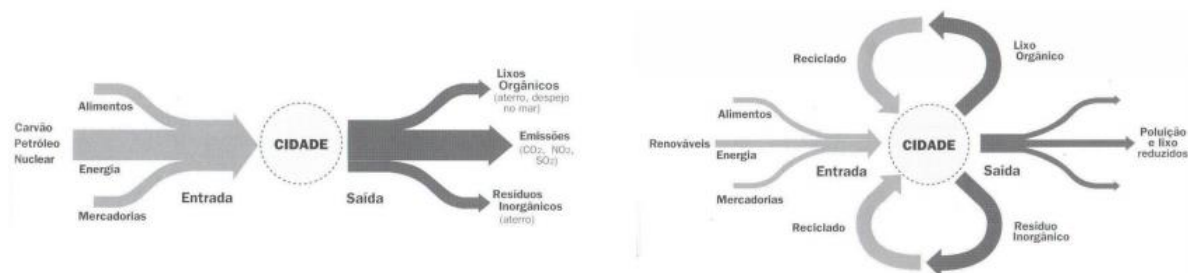 Alimentos
Carvão
Petróleo
Nuclear
Energia
Mercadorias
Entrada
CIDADE
Saída
Lixos
Orgânicos
(aterro, despejo
no mar)
Emissões
(CO2, NO2,
SO2)
Resíduos
Inorgânicos
(aterro)
Reciclado
Lixo
Orgânico
Alimentos
Renováveis
Energia
Mercadorias
Entrada
CIDADE
Saída
Poluição
e lixo
reduzidos
Reciclado
Resíduo
Inorgânico